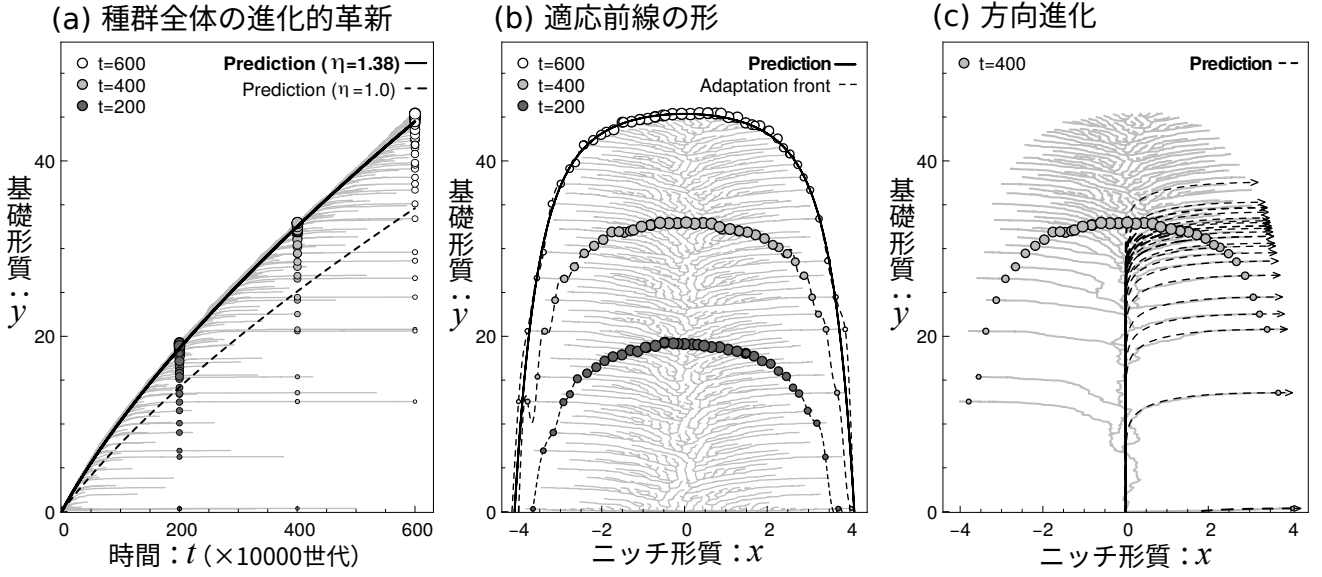 (a) 種群全体の進化的革新
t=600
t=400
t=200
Prediction ( η=1.38)
Prediction ( η =1.0)
基礎形質：y
0
20
40
0
200
400
600
時間：t (×10000世代)
(b) 適応前線の形
t=600
t=400
t=200
Prediction
Adaptation front
基礎形質：y
0
20
40
−4
−2
0
2
4
ニッチ形質：x
(c) 方向進化
t=400
Prediction
基礎形質：y
0
20
40
−4
−2
0
2
4
ニッチ形質：x